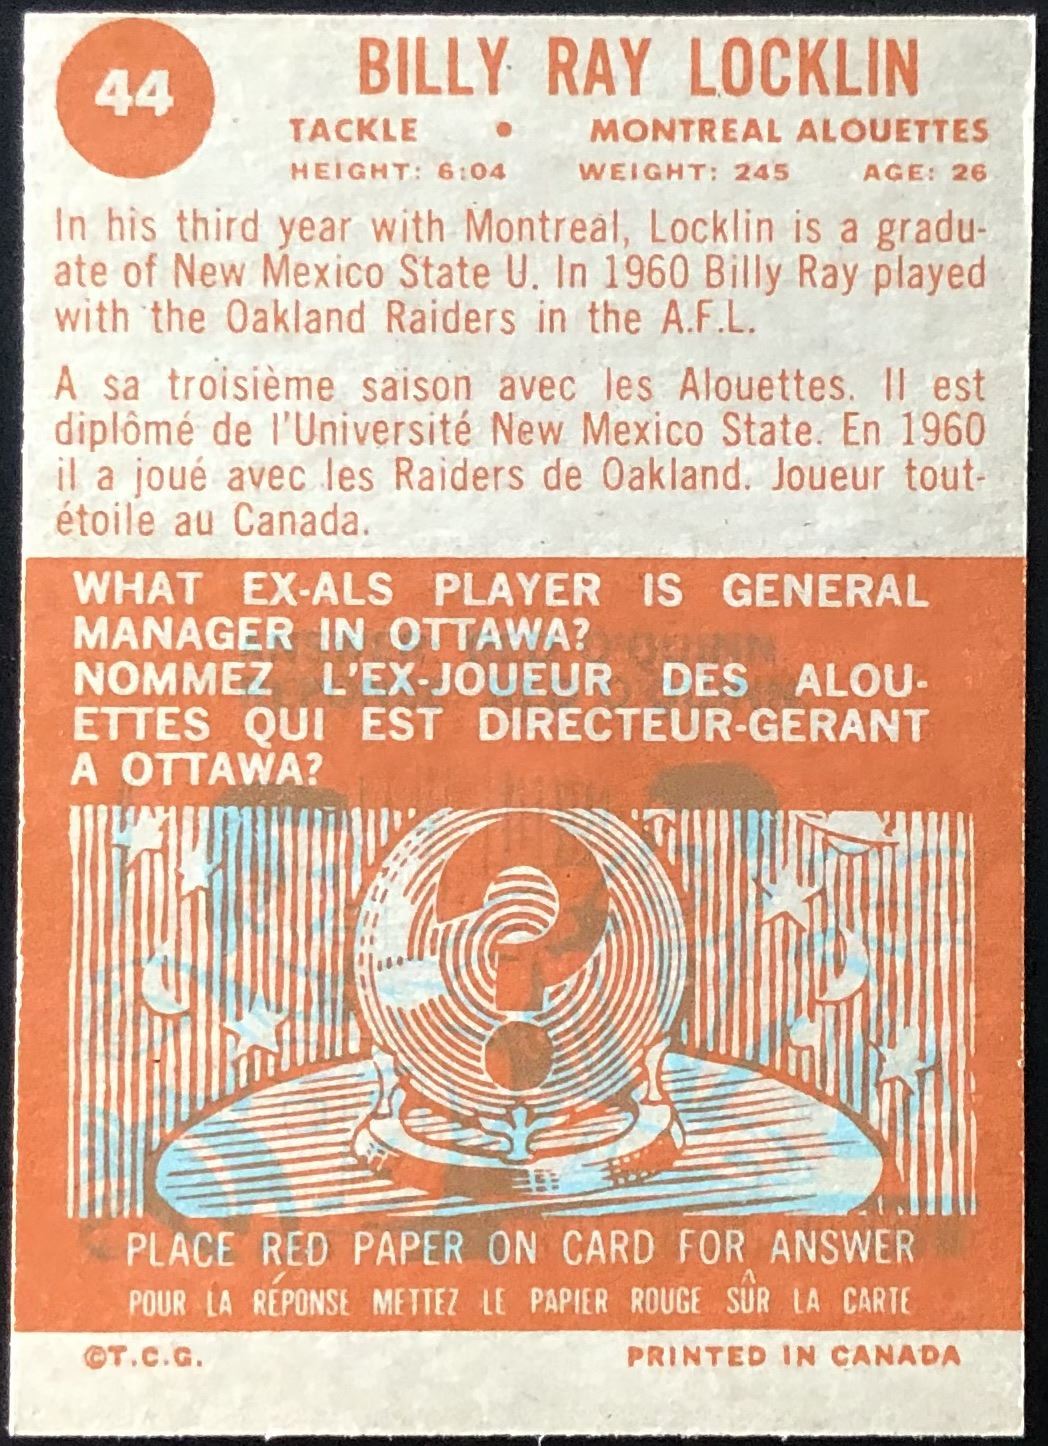 44
BILLY RAY LOCKLIN
TACKLE • MONTREAL ALOUETTES
HEIGHT: 6:04 WEIGHT: 245 AGE: 26
In his third year with Montreal, Locklin is a gradu-
ate of New Mexico State U. In 1960 Billy Ray played
with the Oakland Raiders in the A.F.L.
A sa troisième saison avec les Alouettes. Il est
diplômé de l'Université New Mexico State. En 1960
il a joué avec les Raiders de Oakland. Joueur tout-
étoile au Canada.
WHAT EX-ALS PLAYER IS GENERAL
MANAGER IN OTTAWA?
NOMMEZ L'EX-JOUEUR DES ALOU-
ETTES QUI EST DIRECTEUR-GERANT
A OTTAWA?
?
PLACE RED PAPER ON CARD FOR ANSWER
POUR LA RÉPONSE METTEZ LE PAPIER ROUGE SÛR LA CARTE
©T.C.G. PRINTED IN CANADA